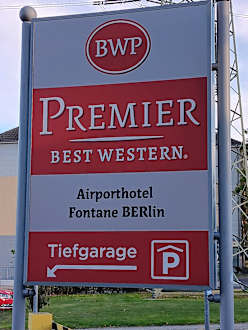 BWP
PREMIER
BEST WESTERN.
Airporthotel
Fontane BERlin
Tiefgarage P